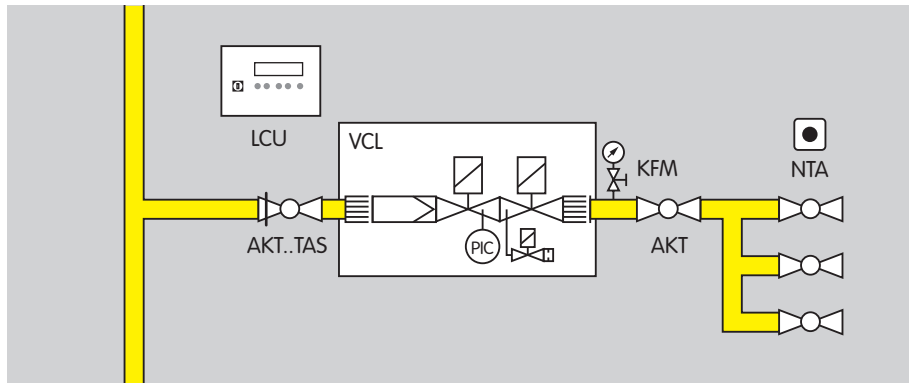 LCU
VCL
KFM
NTA
AKT..TAS
PIC
AKT